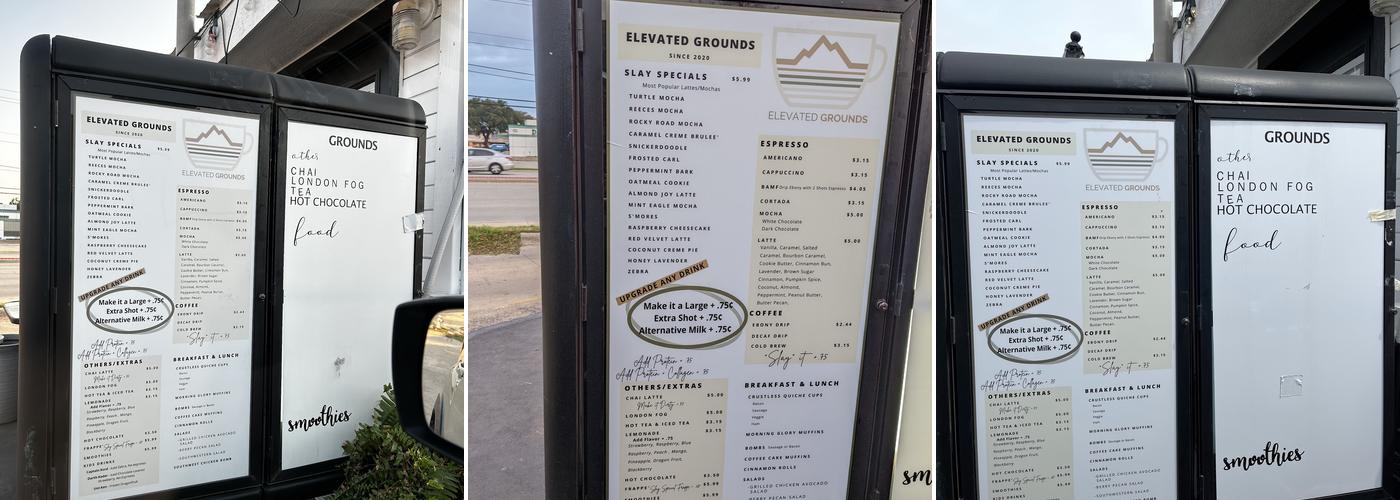 ELEVATED GROUNDS
SINCE 2020
SLAY SPECIALS $5.99
Most Popular Lattes/Mochas
TURTLE MOCHA
REECES MOCHA
ROCKY ROAD MOCHA
CARAMEL CREME BRULEE'
SNICKERDOODLE
FROSTED CARL
PEPPERMINT BARK
OATMEAL COOKIE
ALMOND JOY LATTE
MINT EAGLE MOCHA
S'MORES
RASPBERRY CHEESECAKE
RED VELVET LATTE
COCONUT CREME PIE
HONEY LAVENDER
ZEBRA
UPGRADE ANY DRINK
Make it a Large + .75¢
Extra Shot + .75¢
Alternative Milk + .75¢
Add Protein + .75
Add Protein + Collagen + .75
OTHERS/EXTRAS
CHAI LATTE $5.00
Make it Dirty
LONDON FOG $5.00
HOT TEA & ICED TEA $3.15
LEMONADE $3.15
Add Flavor + .75
Strawberry, Raspberry, Blue
Raspberry, Peach, Mango,
Pineapple, Dragon Fruit,
Blackberry
HOT CHOCOLATE $3.50
FRAPPE $5.99
SMOOTHIES
KIDS DRINKS
ELEVATED GROUNDS
ESPRESSO
AMERICANO $3.15
CAPPUCCINO $3.15
BAMF Drip Ebony with 2 Shots Espresso $4.05
CORTADA $3.15
MOCHA $5.00
White Chocolate
Dark Chocolate
LATTE $5.00
Vanilla, Caramel, Salted
Caramel, Bourbon Caramel,
Cookie Butter, Cinnamon Bun,
Lavender, Brown Sugar
Cinnamon, Pumpkin Spice,
Coconut, Almond,
Peppermint, Peanut Butter,
Butter Pecan,
COFFEE
EBONY DRIP $2.44
DECAF DRIP
COLD BREW $3.15
"Slay" it + .75
BREAKFAST & LUNCH
CRUSTLESS QUICHE CUPS
Bacon
Sausage
Veggie
Ham
MORNING GLORY MUFFINS
BOMBS Sausage or Bacon
COFFEE CAKE MUFFINS
CINNAMON ROLLS
SALADS
-GRILLED CHICKEN AVOCADO
SALAD
-BERRY PECAN SALAD
-SOUTHWESTERN SALAD
GROUNDS
other
CHAI
LONDON FOG
TEA
HOT CHOCOLATE
food
smoothies